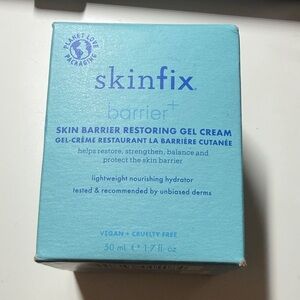 PLANET LOVE
PACKAGING
skinfix
barrier+
SKIN BARRIER RESTORING GEL CREAM
GEL-CRÈME RESTAURANT LA BARRIÈRE CUTANÉE
helps restore, strengthen, balance and
protect the skin barrier
lightweight nourishing hydrator
tested & recommended by unbiased derms
VEGAN + CRUELTY FREE
50 mL ℮ 1.7 fl. oz